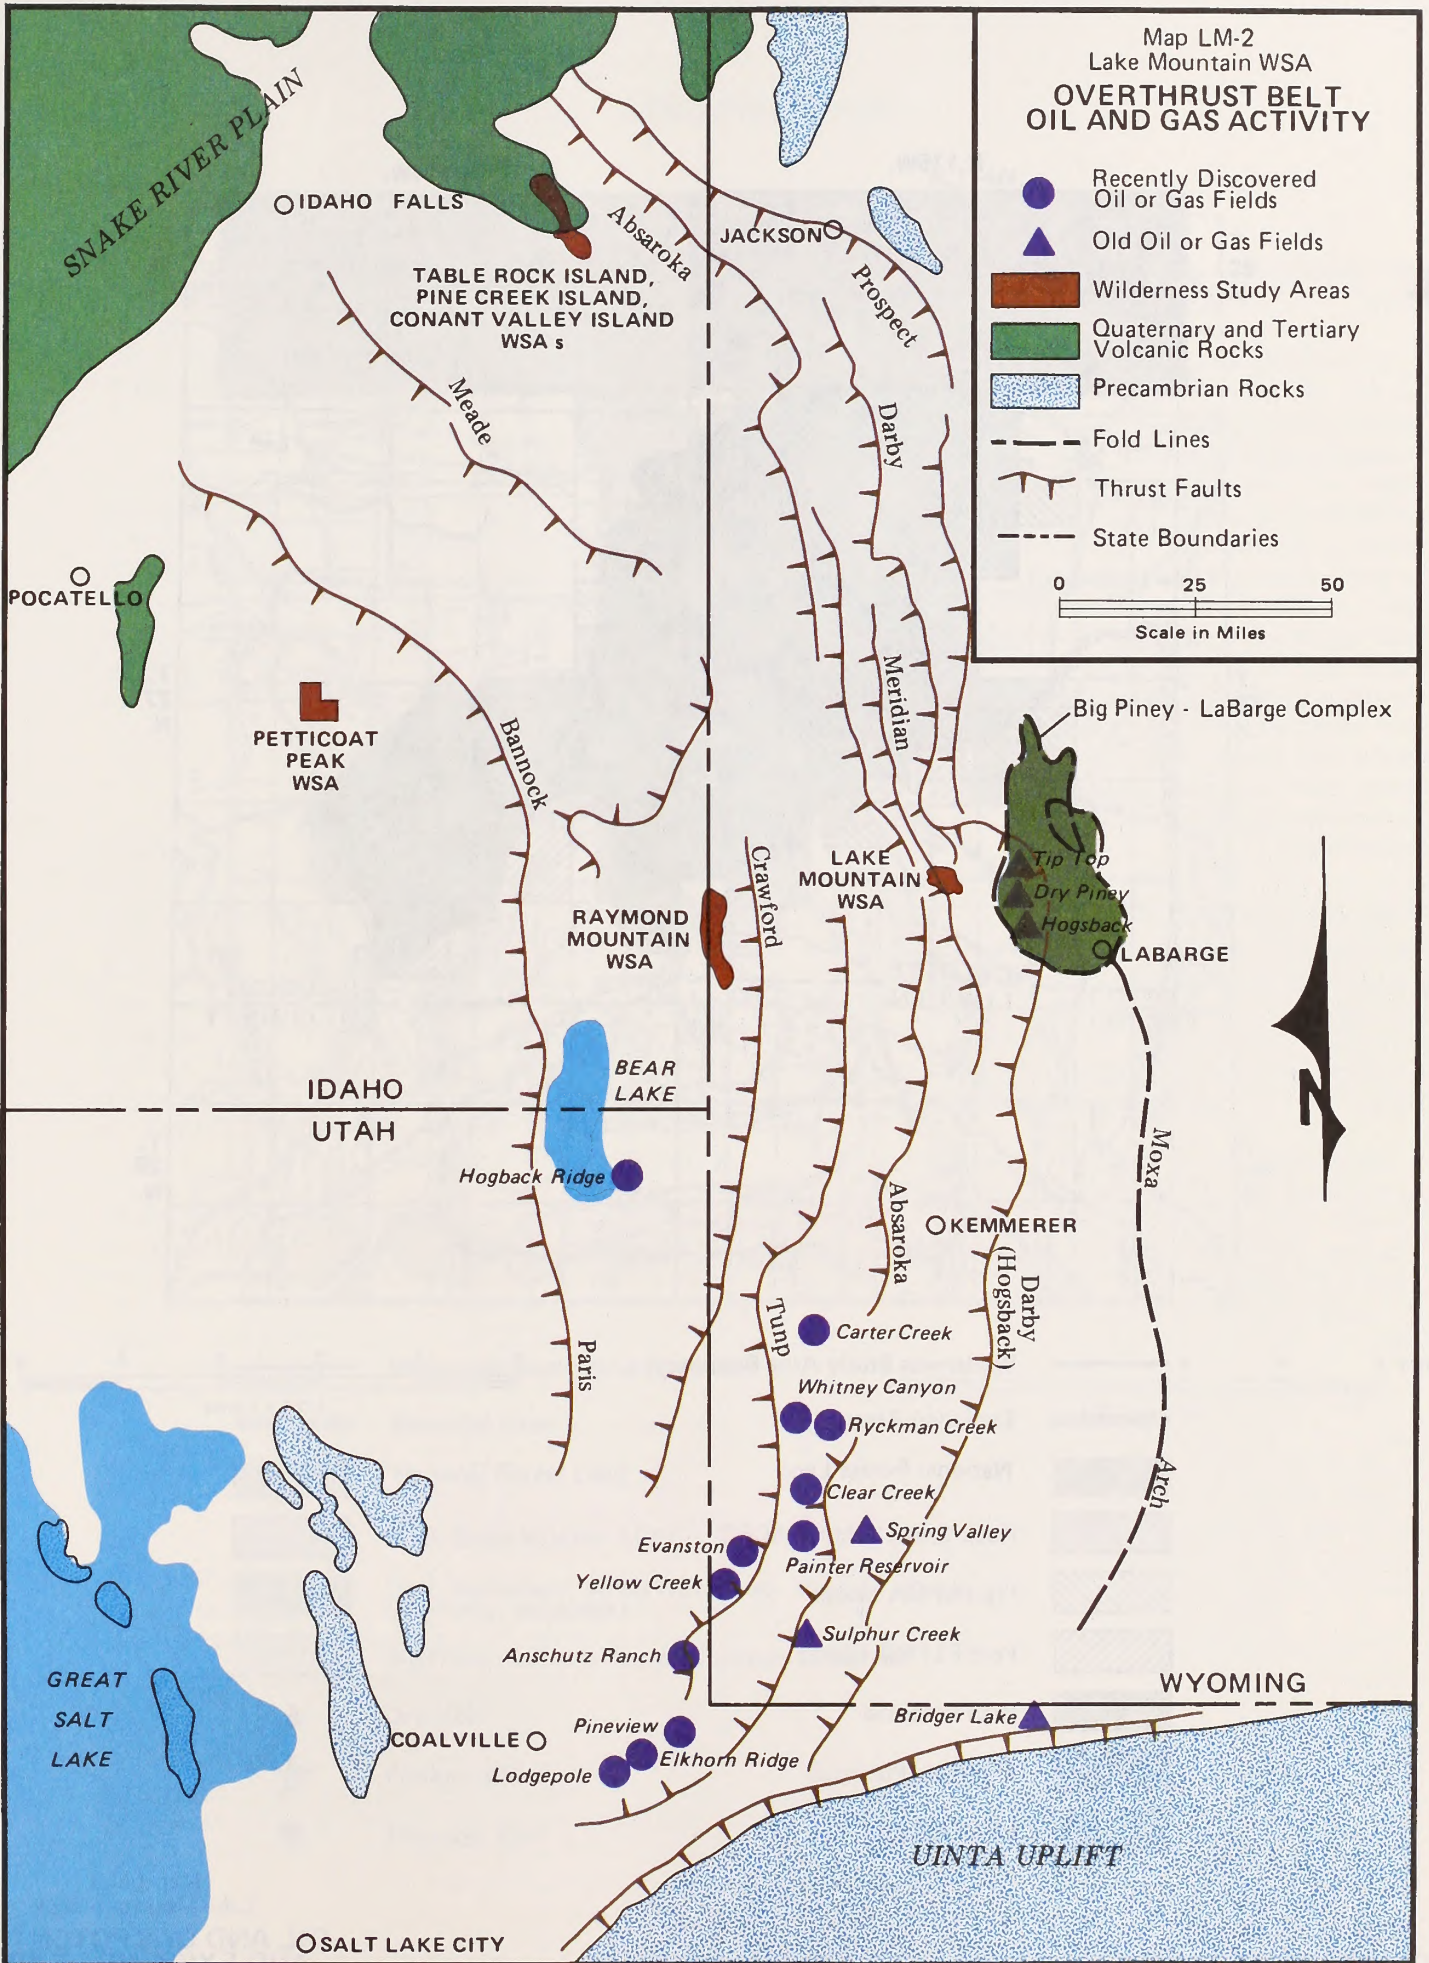 Map LM-2
Lake Mountain WSA
OVERTHRUST BELT
OIL AND GAS ACTIVITY
Recently Discovered
Oil or Gas Fields
Old Oil or Gas Fields
Wilderness Study Areas
Quaternary and Tertiary
Volcanic Rocks
Precambrian Rocks
Fold Lines
Thrust Faults
State Boundaries
0 25 50
Scale in Miles
SNAKE RIVER PLAIN
IDAHO FALLS
Absaroka
JACKSON
Prospect
TABLE ROCK ISLAND,
PINE CREEK ISLAND,
CONANT VALLEY ISLAND
WSA s
Meade
Darby
POCATELLO
Meridian
PETTICOAT
PEAK
WSA
Bannock
Big Piney - LaBarge Complex
Crawford
LAKE
MOUNTAIN
WSA
Tip Top
Dry Piney
Hogsback
LABARGE
RAYMOND
MOUNTAIN
WSA
N
BEAR
LAKE
IDAHO
UTAH
Hogback Ridge
Moxa
Absaroka
KEMMERER
Darby
(Hogsback)
Tunp
Carter Creek
Paris
Whitney Canyon
Ryckman Creek
Clear Creek
Arch
Spring Valley
Evanston
Painter Reservoir
Yellow Creek
Sulphur Creek
Anschutz Ranch
GREAT
SALT
LAKE
WYOMING
Bridger Lake
Pineview
COALVILLE
Elkhorn Ridge
Lodgepole
UINTA UPLIFT
SALT LAKE CITY